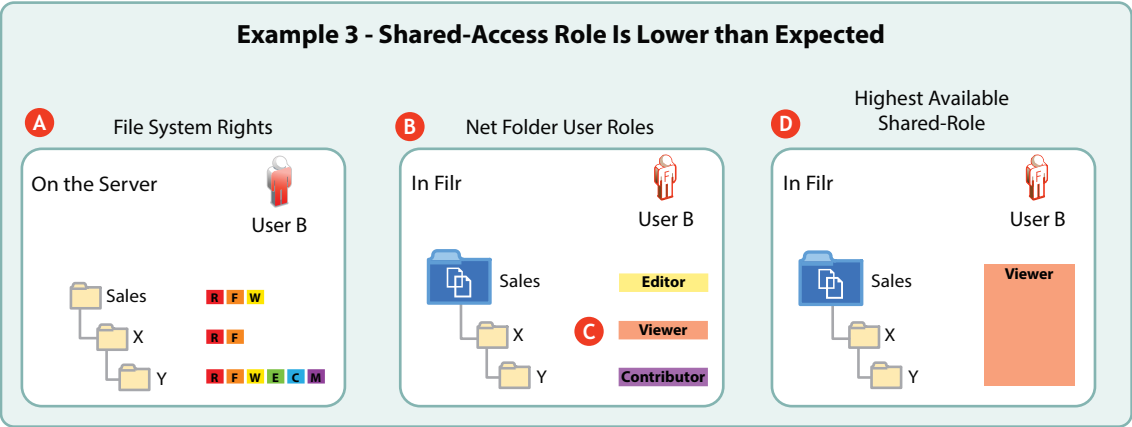 Example 3 - Shared-Access Role Is Lower than Expected
A
File System Rights
On the Server
User B
Sales
R F W
X
R F
Y
R F W E C M
B
Net Folder User Roles
In Filr
F
User B
Sales
Editor
X
C
Viewer
Y
Contributor
D
Highest Available
Shared-Role
In Filr
F
User B
Sales
Viewer
X
Y